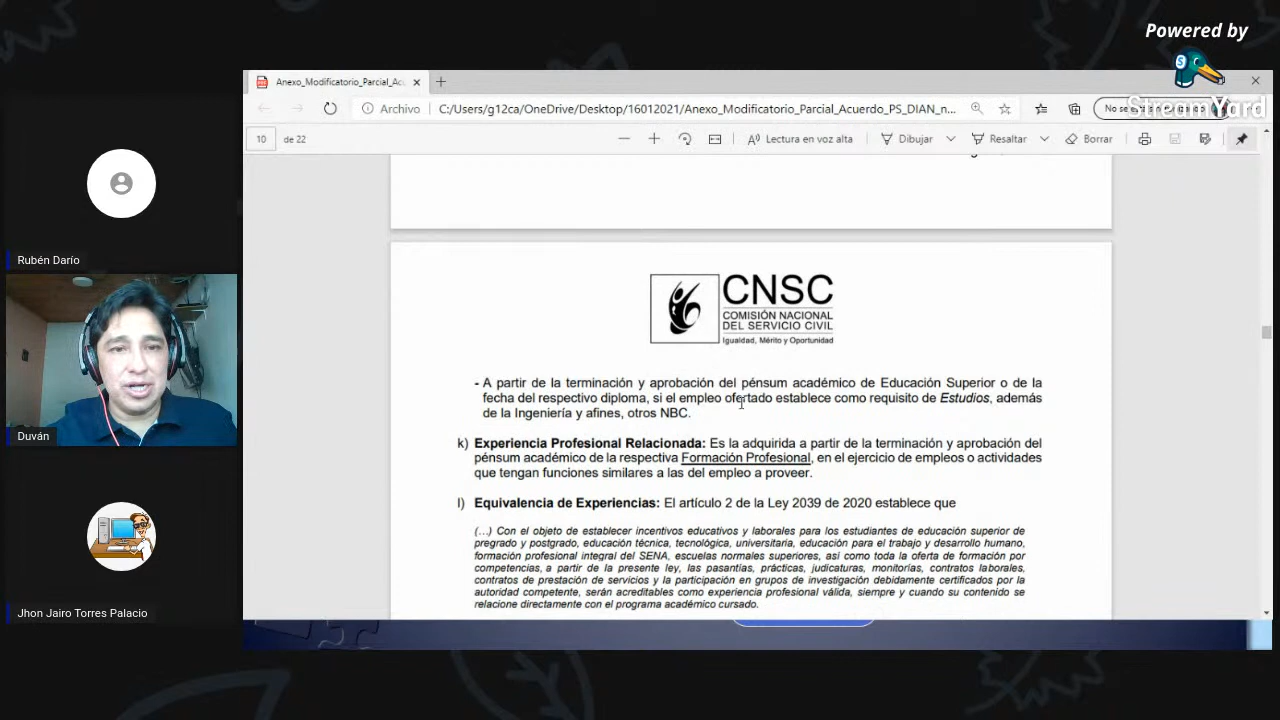 Powered by
StreamYard
Anexo_Modificatorio_Parcial_Ac
Archivo
C:/Users/g12ca/OneDrive/Desktop/16012021/Anexo_Modificatorio_Parcial_Acuerdo_PS_DIAN_n...
10 de 22
Lectura en voz alta
Dibujar
Resaltar
Borrar
Rubén Darío
Duván
Jhon Jairo Torres Palacio
CNSC
COMISIÓN NACIONAL
DEL SERVICIO CIVIL
Igualdad, Mérito y Oportunidad
- A partir de la terminación y aprobación del pénsum académico de Educación Superior o de la
fecha del respectivo diploma, si el empleo ofertado establece como requisito de Estudios, además
de la Ingeniería y afines, otros NBC.
k) Experiencia Profesional Relacionada: Es la adquirida a partir de la terminación y aprobación del
pénsum académico de la respectiva Formación Profesional, en el ejercicio de empleos o actividades
que tengan funciones similares a las del empleo a proveer.
l) Equivalencia de Experiencias: El artículo 2 de la Ley 2039 de 2020 establece que
(...) Con el objeto de establecer incentivos educativos y laborales para los estudiantes de educación superior de
pregrado y postgrado, educación técnica, tecnológica, universitaria, educación para el trabajo y desarrollo humano,
formación profesional integral del SENA, escuelas normales superiores, así como toda la oferta de formación por
competencias, a partir de la presente ley, las pasantías, prácticas, judicaturas, monitorías, contratos laborales,
contratos de prestación de servicios y la participación en grupos de investigación debidamente certificados por la
autoridad competente, serán acreditables como experiencia profesional válida, siempre y cuando su contenido se
relacione directamente con el programa académico cursado.